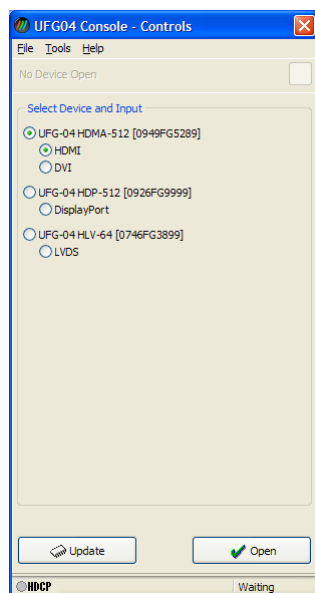 UFG04 Console - Controls
File Tools Help
No Device Open
Select Device and Input
UFG-04 HDMA-512 [0949FG5289]
HDMI
DVI
UFG-04 HDP-512 [0926FG9999]
DisplayPort
UFG-04 HLV-64 [0746FG3899]
LVDS
Update
Open
HDCP
Waiting